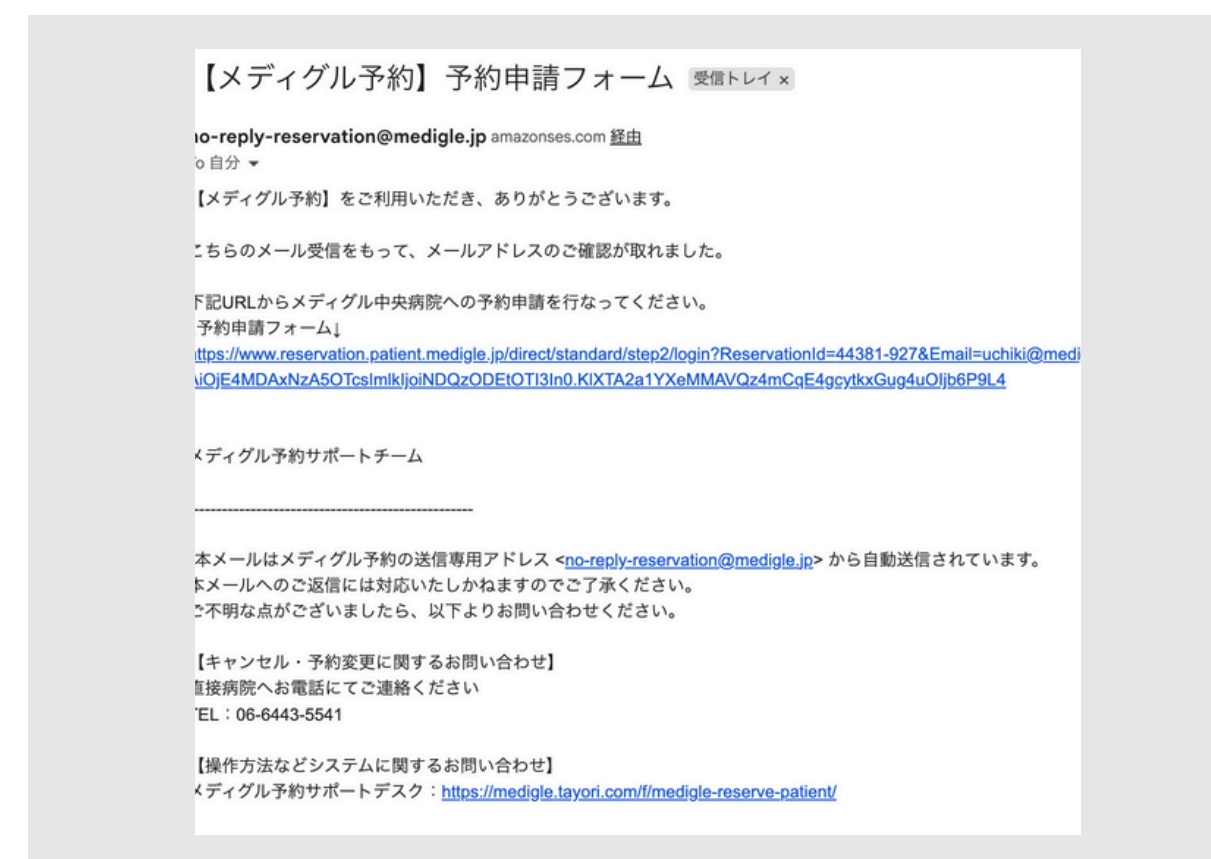 【メディグル予約】予約申請フォーム 受信トレイ ×
no-reply-reservation@medigle.jp amazonses.com 経由
To 自分
【メディグル予約】をご利用いただき、ありがとうございます。
こちらのメール受信をもって、メールアドレスのご確認が取れました。
下記URLからメディグル中央病院への予約申請を行なってください。
予約申請フォーム↓
https://www.reservation.patient.medigle.jp/direct/standard/step2/login?ReservationId=44381-927&Email=uchiki@medi
AiOjE4MDAxNzA5OTcsImlkIjoiNDQzODEtOTI3In0.KlXTA2a1YXeMMAVQz4mCqE4gcytkxGug4uOIjb6P9L4
メディグル予約サポートチーム
--------------------------------------------------
本メールはメディグル予約の送信専用アドレス <no-reply-reservation@medigle.jp> から自動送信されています。
本メールへのご返信には対応いたしかねますのでご了承ください。
ご不明な点がございましたら、以下よりお問い合わせください。
【キャンセル・予約変更に関するお問い合わせ】
直接病院へお電話にてご連絡ください
TEL：06-6443-5541
【操作方法などシステムに関するお問い合わせ】
メディグル予約サポートデスク：https://medigle.tayori.com/f/medigle-reserve-patient/